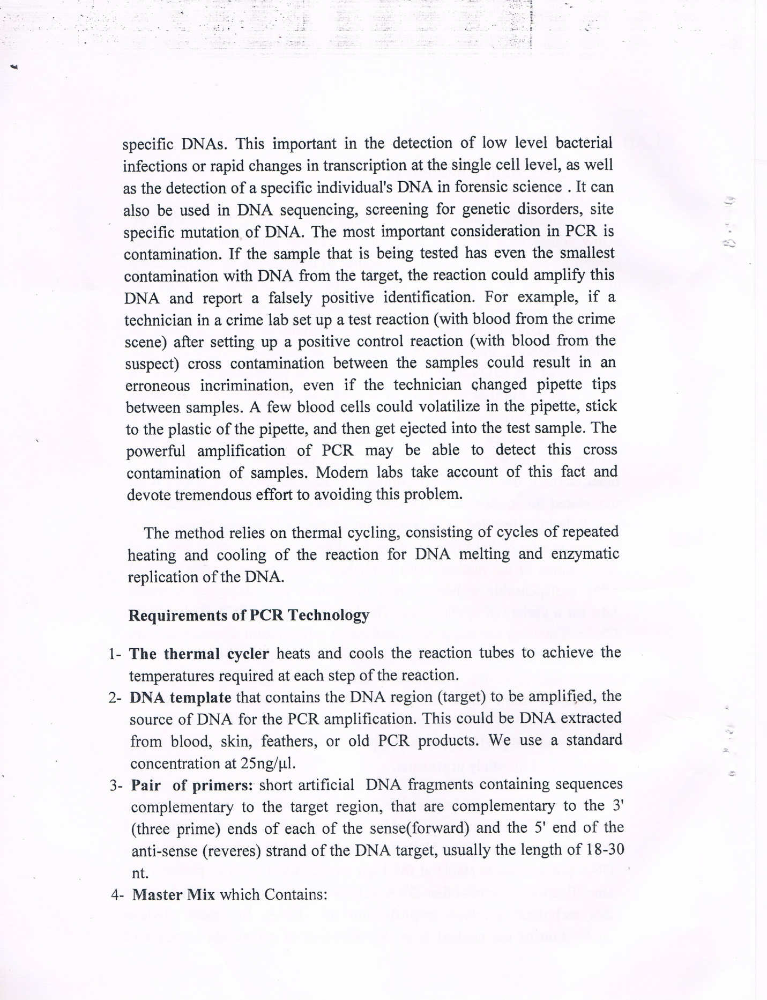 specific DNAs. This important in the detection of low level bacterial
infections or rapid changes in transcription at the single cell level, as well
as the detection of a specific individual's DNA in forensic science . It can
also be used in DNA sequencing, screening for genetic disorders, site
specific mutation of DNA. The most important consideration in PCR is
contamination. If the sample that is being tested has even the smallest
contamination with DNA from the target, the reaction could amplify this
DNA and report a falsely positive identification. For example, if a
technician in a crime lab set up a test reaction (with blood from the crime
scene) after setting up a positive control reaction (with blood from the
suspect) cross contamination between the samples could result in an
erroneous incrimination, even if the technician changed pipette tips
between samples. A few blood cells could volatilize in the pipette, stick
to the plastic of the pipette, and then get ejected into the test sample. The
powerful amplification of PCR may be able to detect this cross
contamination of samples. Modern labs take account of this fact and
devote tremendous effort to avoiding this problem.
The method relies on thermal cycling, consisting of cycles of repeated
heating and cooling of the reaction for DNA melting and enzymatic
replication of the DNA.
Requirements of PCR Technology
1- The thermal cycler heats and cools the reaction tubes to achieve the
temperatures required at each step of the reaction.
2- DNA template that contains the DNA region (target) to be amplified, the
source of DNA for the PCR amplification. This could be DNA extracted
from blood, skin, feathers, or old PCR products. We use a standard
concentration at 25ng/µl.
3- Pair of primers: short artificial DNA fragments containing sequences
complementary to the target region, that are complementary to the 3'
(three prime) ends of each of the sense(forward) and the 5' end of the
anti-sense (reveres) strand of the DNA target, usually the length of 18-30
nt.
4- Master Mix which Contains: